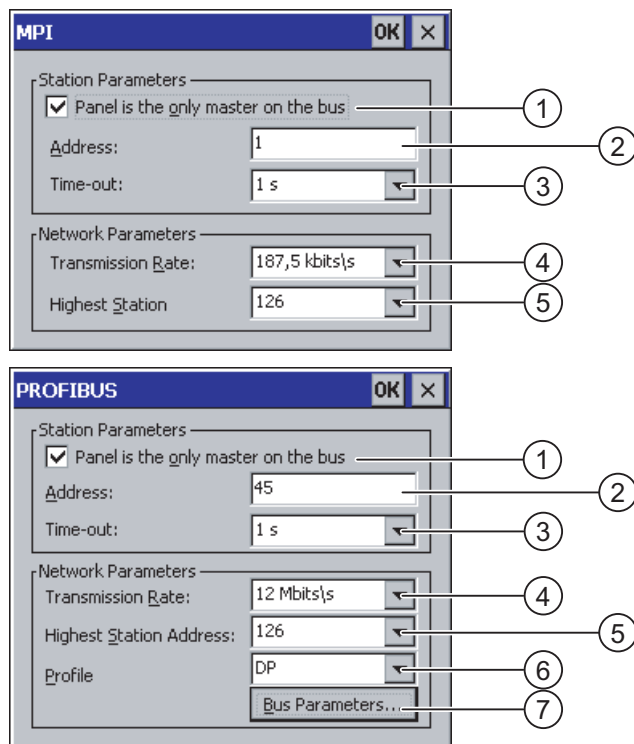 MPI OK ×
Station Parameters
Panel is the only master on the bus 1
Address: 1 2
Time-out: 1 s 3
Network Parameters
Transmission Rate: 187,5 kbits\s 4
Highest Station 126 5
PROFIBUS OK ×
Station Parameters
Panel is the only master on the bus 1
Address: 45 2
Time-out: 1 s 3
Network Parameters
Transmission Rate: 12 Mbits\s 4
Highest Station Address: 126 5
Profile DP 6
Bus Parameters... 7